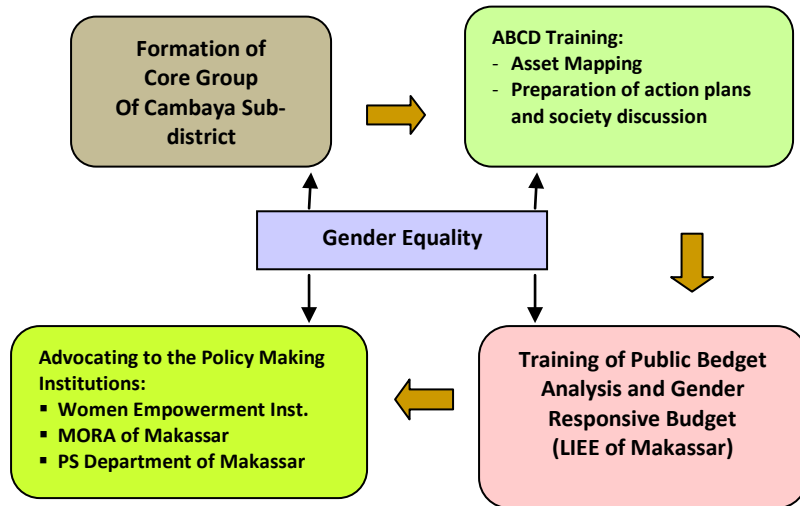 Formation of
Core Group
Of Cambaya Sub-
district
ABCD Training:
- Asset Mapping
- Preparation of action plans
and society discussion
Gender Equality
Advocating to the Policy Making
Institutions:
▪ Women Empowerment Inst.
▪ MORA of Makassar
▪ PS Department of Makassar
Training of Public Bedget
Analysis and Gender
Responsive Budget
(LIEE of Makassar)